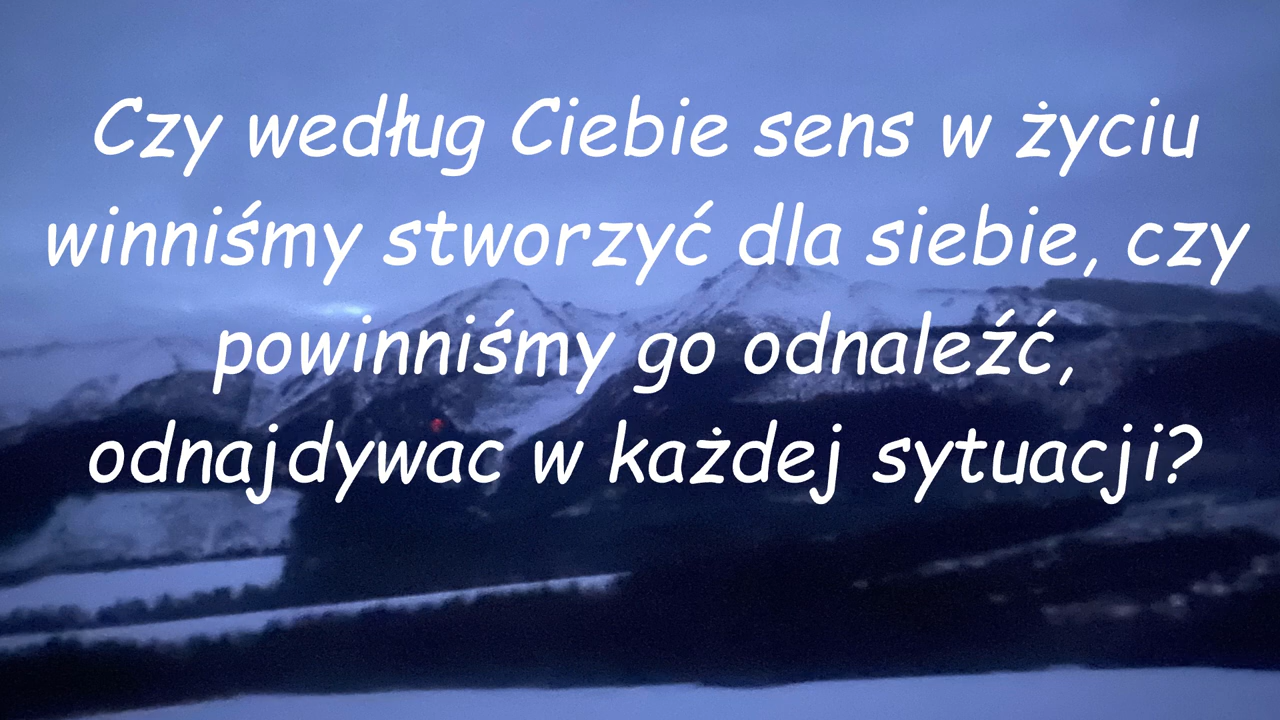 Czy według Ciebie sens w życiu
winniśmy stworzyć dla siebie, czy
powinniśmy go odnaleźć,
odnajdywac w każdej sytuacji?